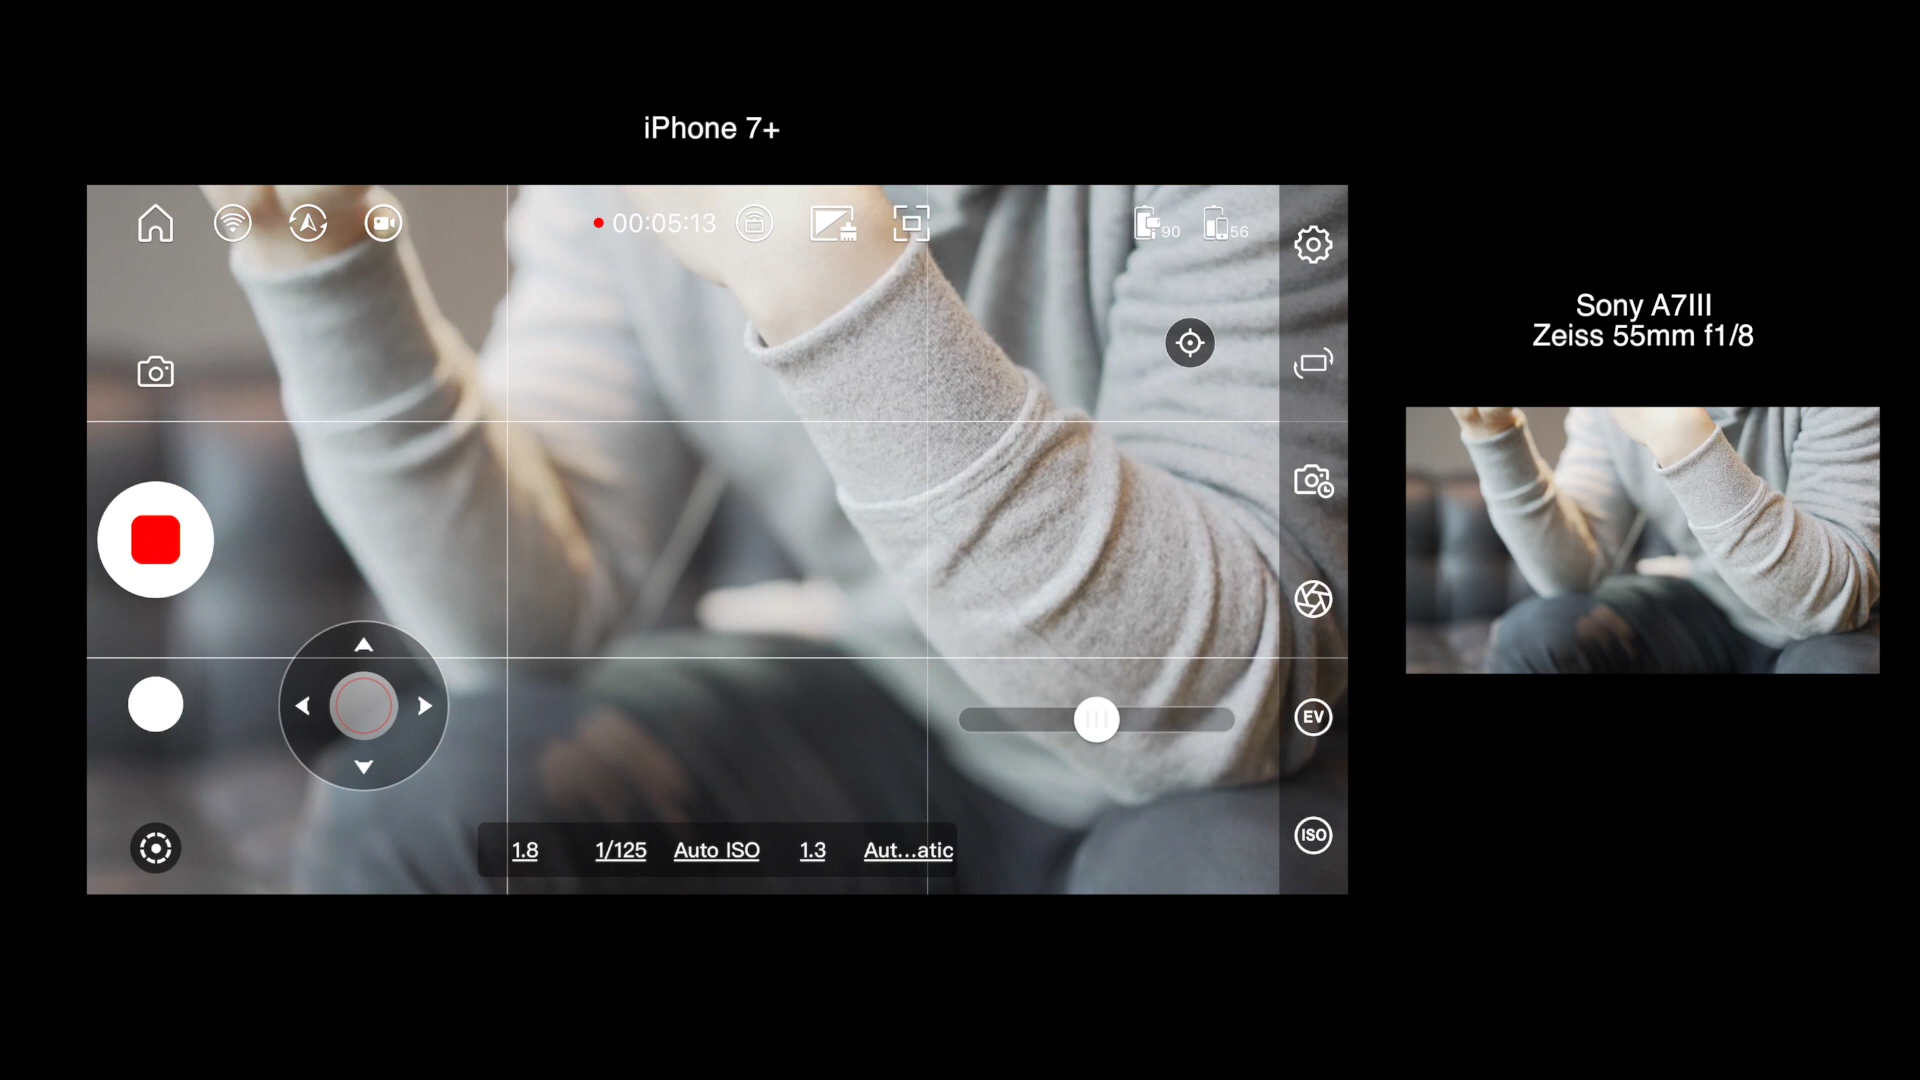 iPhone 7+
00:05:13
90
56
Sony A7III
Zeiss 55mm f1/8
EV
1.8 1/125 Auto ISO 1.3 Aut...atic
ISO